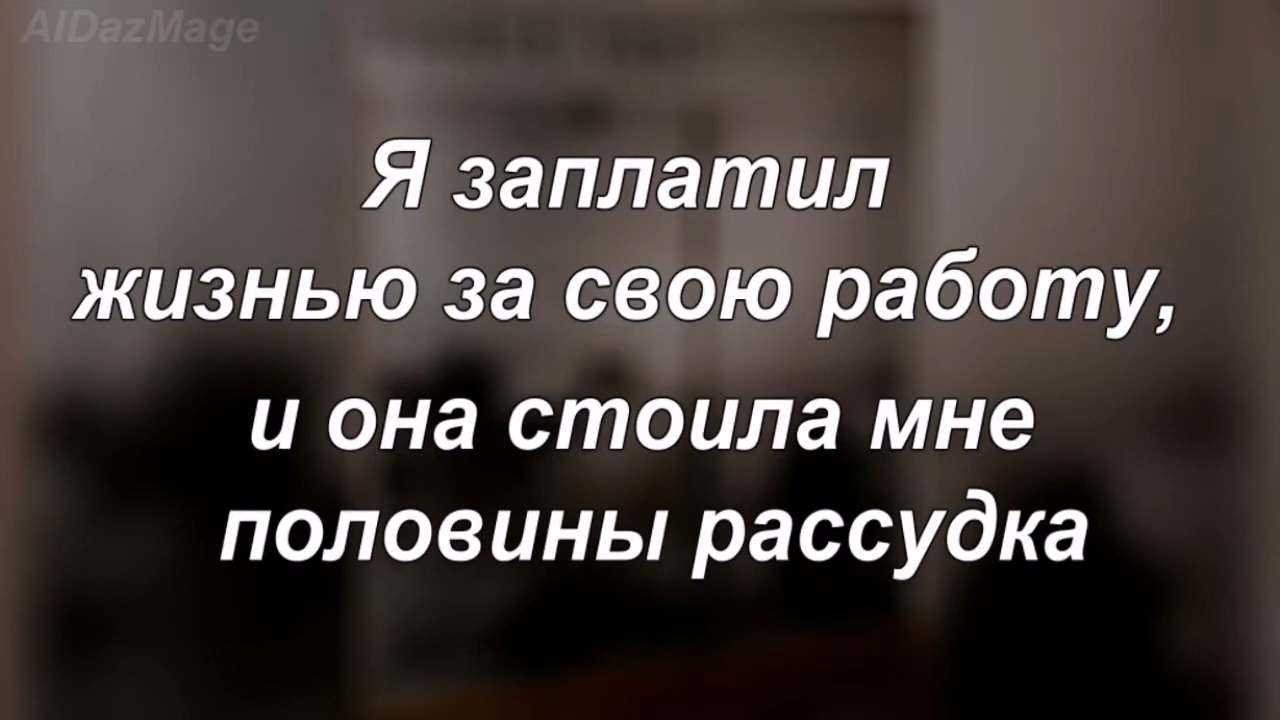 AIDazMage
Я заплатил
жизнью за свою работу,
и она стоила мне
половины рассудка